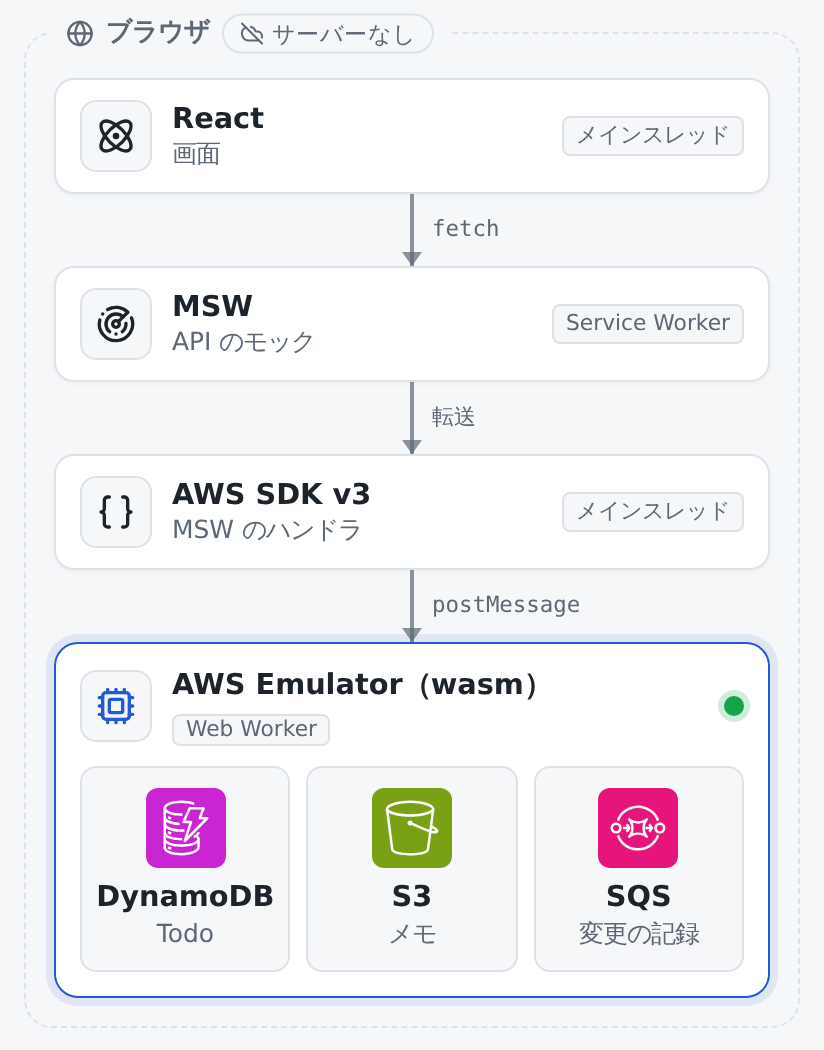 ブラウザ サーバーなし
React
画面
メインスレッド
fetch
MSW
API のモック
Service Worker
転送
AWS SDK v3
MSW のハンドラ
メインスレッド
postMessage
AWS Emulator（wasm）
Web Worker
DynamoDB
Todo
S3
メモ
SQS
変更の記録